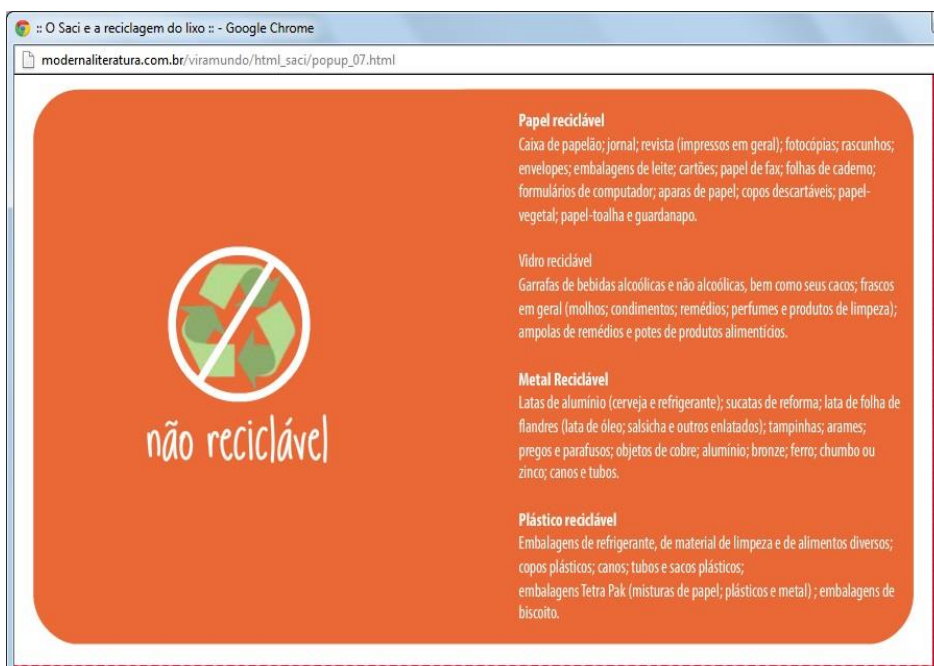 :: O Saci e a reciclagem do lixo :: - Google Chrome
modernaliteratura.com.br/viramundo/html_saci/popup_07.html
não reciclável
Papel reciclável
Caixa de papelão; jornal; revista (impressos em geral); fotocópias; rascunhos;
envelopes; embalagens de leite; cartões; papel de fax; folhas de caderno;
formulários de computador; aparas de papel; copos descartáveis; papel-
vegetal; papel-toalha e guardanapo.
Vidro reciclável
Garrafas de bebidas alcoólicas e não alcoólicas, bem como seus cacos; frascos
em geral (molhos; condimentos; remédios; perfumes e produtos de limpeza);
ampolas de remédios e potes de produtos alimentícios.
Metal Reciclável
Latas de alumínio (cerveja e refrigerante); sucatas de reforma; lata de folha de
flandres (lata de óleo; salsicha e outros enlatados); tampinhas; arames;
pregos e parafusos; objetos de cobre; alumínio; bronze; ferro; chumbo ou
zinco; canos e tubos.
Plástico reciclável
Embalagens de refrigerante, de material de limpeza e de alimentos diversos;
copos plásticos; canos; tubos e sacos plásticos;
embalagens Tetra Pak (misturas de papel; plásticos e metal) ; embalagens de
biscoito.